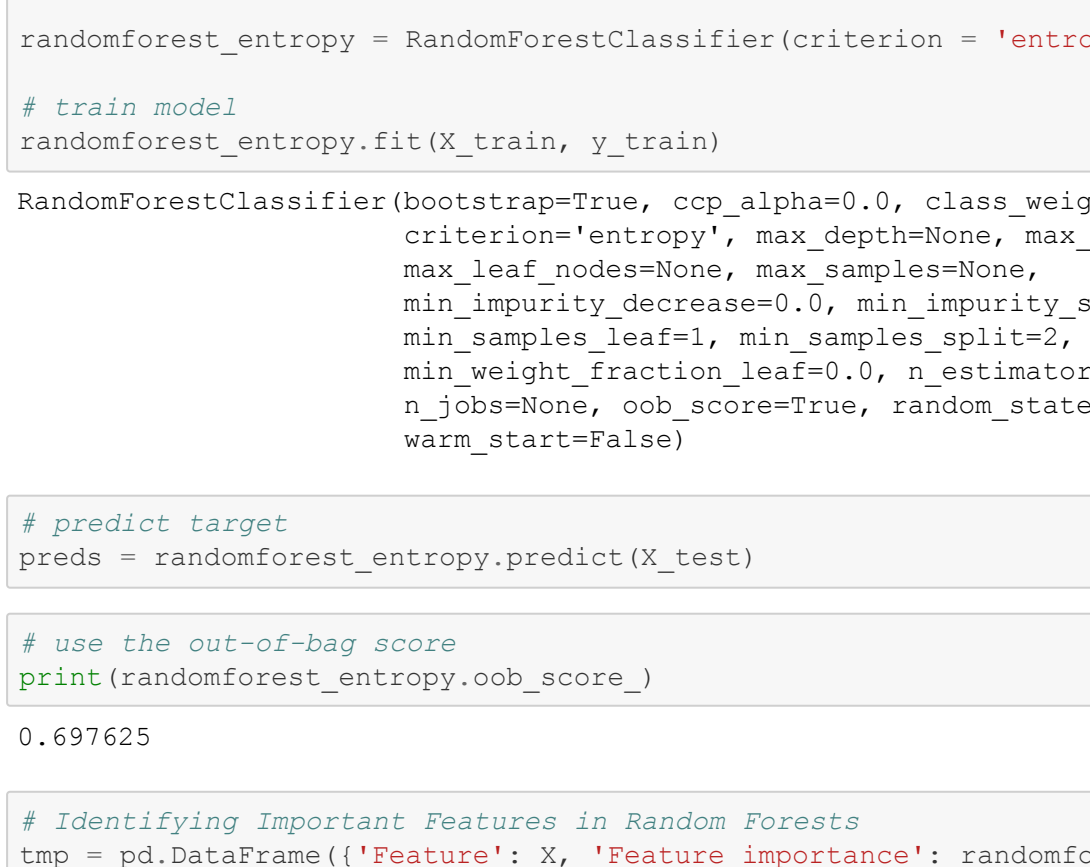 randomforest_entropy = RandomForestClassifier(criterion = 'entro
# train model
randomforest_entropy.fit(X_train, y_train)
RandomForestClassifier(bootstrap=True, ccp_alpha=0.0, class_weig
criterion='entropy', max_depth=None, max_
max_leaf_nodes=None, max_samples=None,
min_impurity_decrease=0.0, min_impurity_s
min_samples_leaf=1, min_samples_split=2,
min_weight_fraction_leaf=0.0, n_estimator
n_jobs=None, oob_score=True, random_state
warm_start=False)
# predict target
preds = randomforest_entropy.predict(X_test)
# use the out-of-bag score
print(randomforest_entropy.oob_score_)
0.697625
# Identifying Important Features in Random Forests
tmp = pd.DataFrame({'Feature': X, 'Feature importance': randomfo